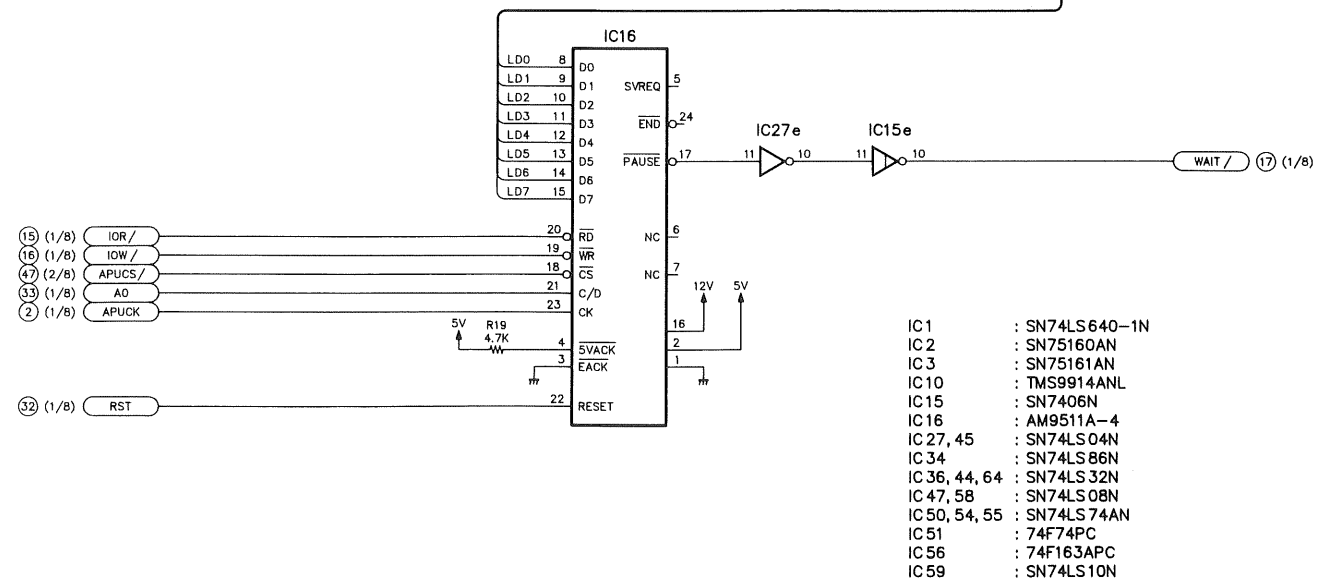 IC16
LD0 8 D0
LD1 9 D1 SVREQ 5
LD2 10 D2
LD3 11 D3 END 24
LD4 12 D4 IC27e IC15e
LD5 13 D5 PAUSE 17 11 10 11 10 WAIT / 17 (1/8)
LD6 14 D6
LD7 15 D7
15 (1/8) IOR/ 20 RD NC 6
16 (1/8) IOW/ 19 WR
47 (2/8) APUCS/ 18 CS NC 7
33 (1/8) A0 21 C/D 12V 5V
2 (1/8) APUCK 23 CK
5V R19 16
4.7K
4 5VACK 2
3 EACK 1
32 (1/8) RST 22 RESET
IC1 : SN74LS640-1N
IC2 : SN75160AN
IC3 : SN75161AN
IC10 : TMS9914ANL
IC15 : SN7406N
IC16 : AM9511A-4
IC27, 45 : SN74LS04N
IC34 : SN74LS86N
IC36, 44, 64 : SN74LS32N
IC47, 58 : SN74LS08N
IC50, 54, 55 : SN74LS74AN
IC51 : 74F74PC
IC56 : 74F163APC
IC59 : SN74LS10N